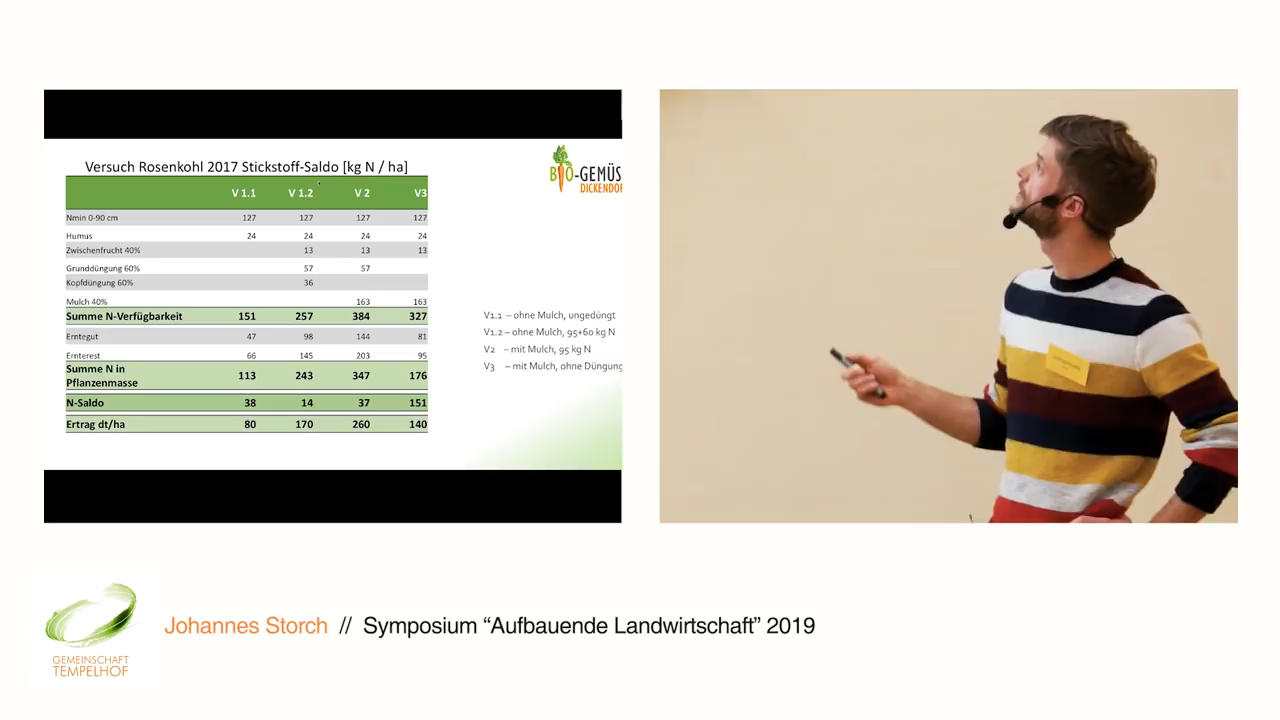 Versuch Rosenkohl 2017 Stickstoff-Saldo [kg N / ha]
BIO-GEMÜS
DICKENDOR
V 1.1 V 1.2 V 2 V3
Nmin 0-90 cm 127 127 127 127
Humus 24 24 24 24
Zwischenfrucht 40% 13 13 13
Grunddüngung 60% 57 57
Kopfdüngung 60% 36
Mulch 40% 163 163
Summe N-Verfügbarkeit 151 257 384 327
Erntegut 47 98 144 81
Ernterest 66 145 203 95
Summe N in
Pflanzenmasse 113 243 347 176
N-Saldo 38 14 37 151
Ertrag dt/ha 80 170 260 140
V1.1 – ohne Mulch, ungedüngt
V1.2 – ohne Mulch, 95+60 kg N
V2 – mit Mulch, 95 kg N
V3 – mit Mulch, ohne Düngung
GEMEINSCHAFT
TEMPELHOF
Johannes Storch // Symposium “Aufbauende Landwirtschaft” 2019